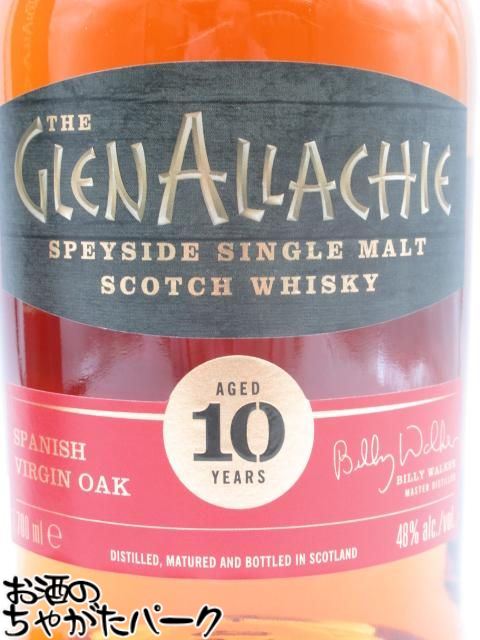 THE
GLENALLACHIE
SPEYSIDE SINGLE MALT
SCOTCH WHISKY
AGED
10
YEARS
SPANISH
VIRGIN OAK
Billy Walker
BILLY WALKER
MASTER DISTILLER
700 ml e
48% alc./vol.
DISTILLED, MATURED AND BOTTLED IN SCOTLAND
お酒の
ちゃがたパーク